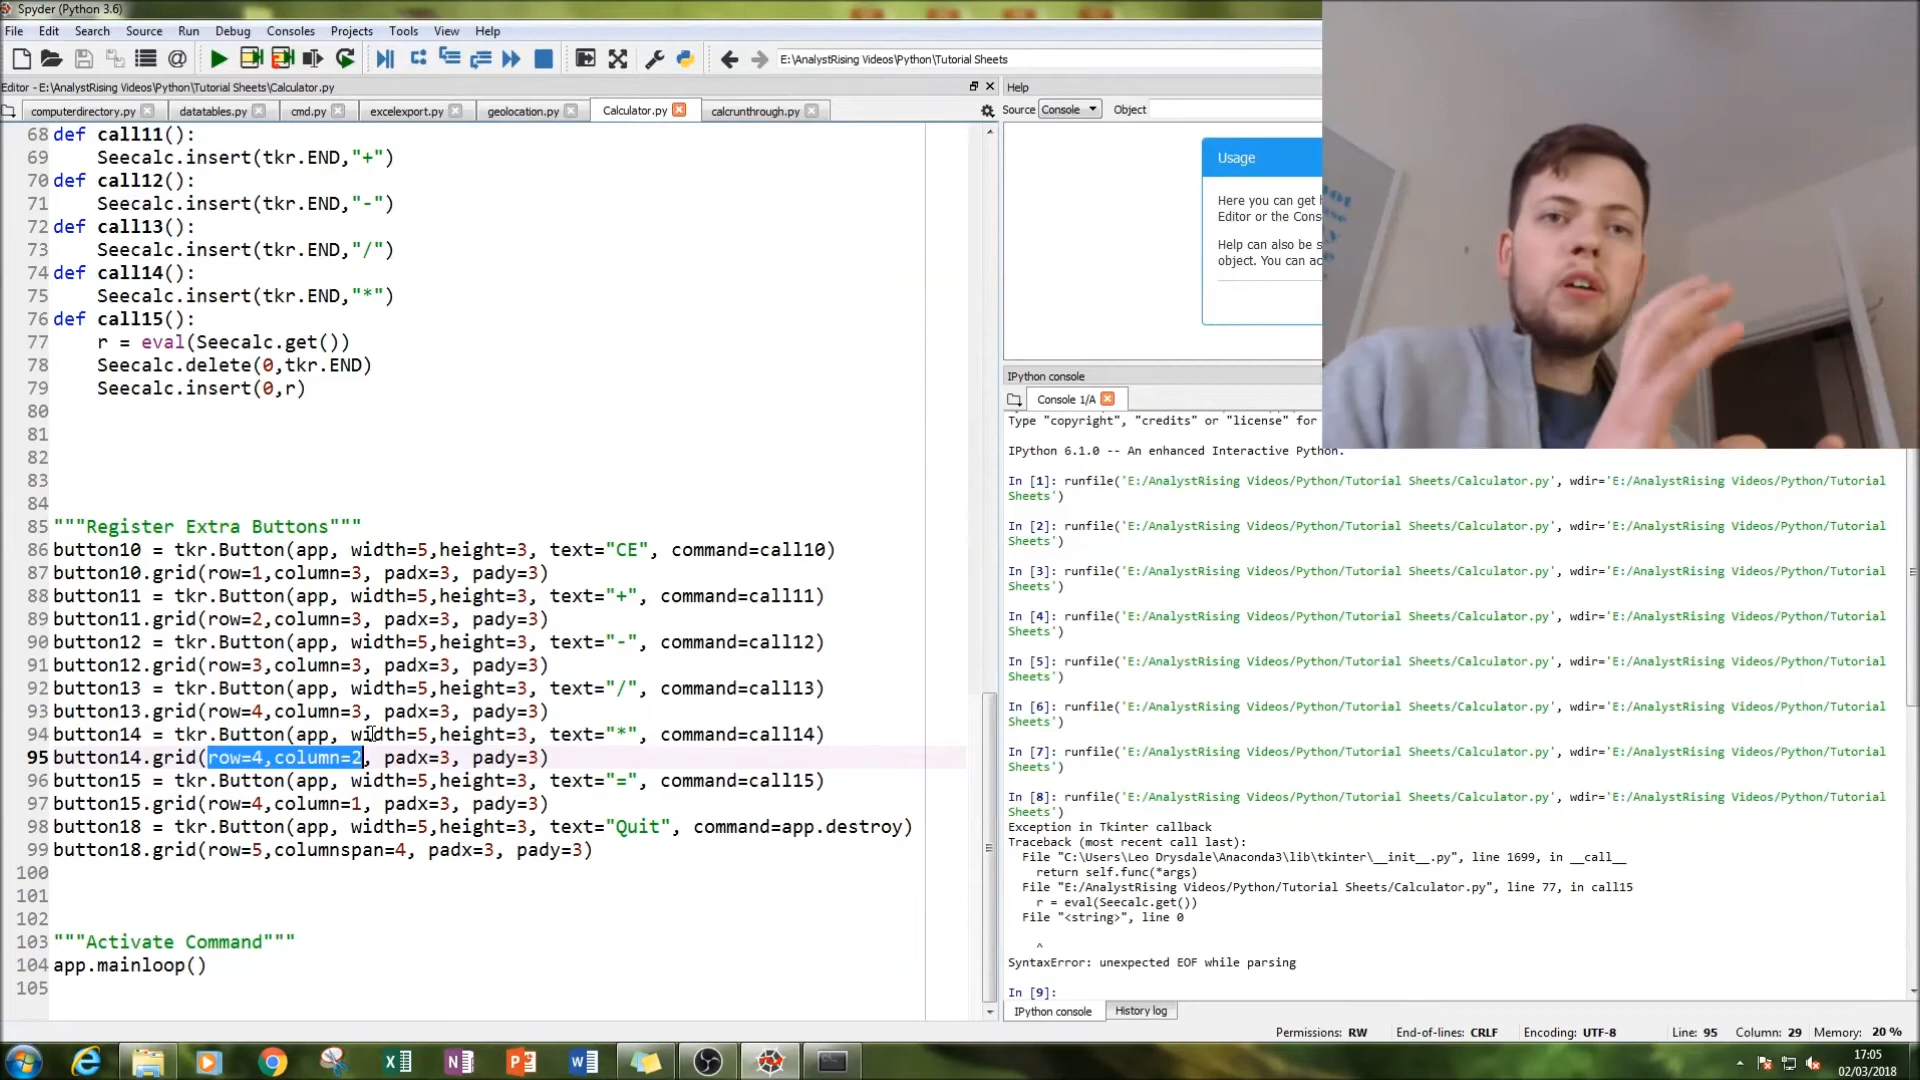 Spyder (Python 3.6)
File Edit Search Source Run Debug Consoles Projects Tools View Help
E:\AnalystRising Videos\Python\Tutorial Sheets
Editor - E:\AnalystRising Videos\Python\Tutorial Sheets\Calculator.py
computerdirectory.py datatables.py cmd.py excelexport.py geolocation.py Calculator.py calcrunthrough.py
68 def call11():
69 Seecalc.insert(tkr.END,"+")
70 def call12():
71 Seecalc.insert(tkr.END,"-")
72 def call13():
73 Seecalc.insert(tkr.END,"/")
74 def call14():
75 Seecalc.insert(tkr.END,"*")
76 def call15():
77 r = eval(Seecalc.get())
78 Seecalc.delete(0,tkr.END)
79 Seecalc.insert(0,r)
80
81
82
83
84
85 """Register Extra Buttons"""
86 button10 = tkr.Button(app, width=5,height=3, text="CE", command=call10)
87 button10.grid(row=1,column=3, padx=3, pady=3)
88 button11 = tkr.Button(app, width=5,height=3, text="+", command=call11)
89 button11.grid(row=2,column=3, padx=3, pady=3)
90 button12 = tkr.Button(app, width=5,height=3, text="-", command=call12)
91 button12.grid(row=3,column=3, padx=3, pady=3)
92 button13 = tkr.Button(app, width=5,height=3, text="/", command=call13)
93 button13.grid(row=4,column=3, padx=3, pady=3)
94 button14 = tkr.Button(app, width=5,height=3, text="*", command=call14)
95 button14.grid(row=4,column=2, padx=3, pady=3)
96 button15 = tkr.Button(app, width=5,height=3, text="=", command=call15)
97 button15.grid(row=4,column=1, padx=3, pady=3)
98 button18 = tkr.Button(app, width=5,height=3, text="Quit", command=app.destroy)
99 button18.grid(row=5,columnspan=4, padx=3, pady=3)
100
101
102
103 """Activate Command"""
104 app.mainloop()
105
Help
Source Console Object
Usage
Here you can get
Editor or the Cons
Help can also be s
object. You can ac
IPython console
Console 1/A
Type "copyright", "credits" or "license" for
IPython 6.1.0 -- An enhanced Interactive Python.
In [1]: runfile('E:/AnalystRising Videos/Python/Tutorial Sheets/Calculator.py', wdir='E:/AnalystRising Videos/Python/Tutorial
Sheets')
In [2]: runfile('E:/AnalystRising Videos/Python/Tutorial Sheets/Calculator.py', wdir='E:/AnalystRising Videos/Python/Tutorial
Sheets')
In [3]: runfile('E:/AnalystRising Videos/Python/Tutorial Sheets/Calculator.py', wdir='E:/AnalystRising Videos/Python/Tutorial
Sheets')
In [4]: runfile('E:/AnalystRising Videos/Python/Tutorial Sheets/Calculator.py', wdir='E:/AnalystRising Videos/Python/Tutorial
Sheets')
In [5]: runfile('E:/AnalystRising Videos/Python/Tutorial Sheets/Calculator.py', wdir='E:/AnalystRising Videos/Python/Tutorial
Sheets')
In [6]: runfile('E:/AnalystRising Videos/Python/Tutorial Sheets/Calculator.py', wdir='E:/AnalystRising Videos/Python/Tutorial
Sheets')
In [7]: runfile('E:/AnalystRising Videos/Python/Tutorial Sheets/Calculator.py', wdir='E:/AnalystRising Videos/Python/Tutorial
Sheets')
In [8]: runfile('E:/AnalystRising Videos/Python/Tutorial Sheets/Calculator.py', wdir='E:/AnalystRising Videos/Python/Tutorial
Sheets')
Exception in Tkinter callback
Traceback (most recent call last):
File "C:\Users\Leo Drysdale\Anaconda3\lib\tkinter\__init__.py", line 1699, in __call__
return self.func(*args)
File "E:/AnalystRising Videos/Python/Tutorial Sheets/Calculator.py", line 77, in call15
r = eval(Seecalc.get())
File "<string>", line 0
^
SyntaxError: unexpected EOF while parsing
In [9]:
IPython console History log
Permissions: RW End-of-lines: CRLF Encoding: UTF-8 Line: 95 Column: 29 Memory: 20 %
17:05
02/03/2018